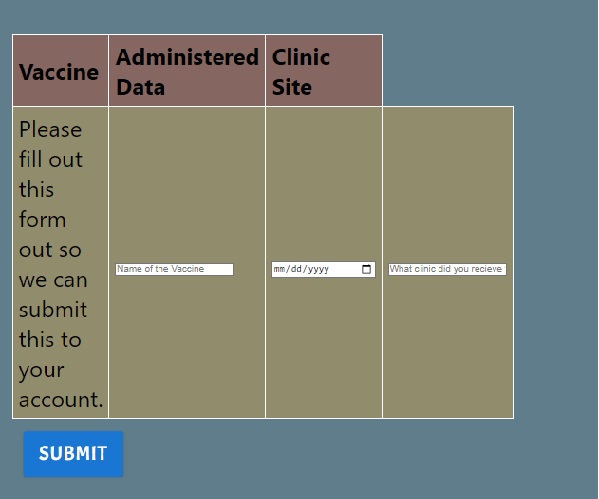 Vaccine
Administered
Data
Clinic
Site
Please
fill out
this
form
out so
we can
submit
this to
your
account.
Name of the Vaccine
mm/dd/yyyy
What clinic did you recieve
SUBMIT